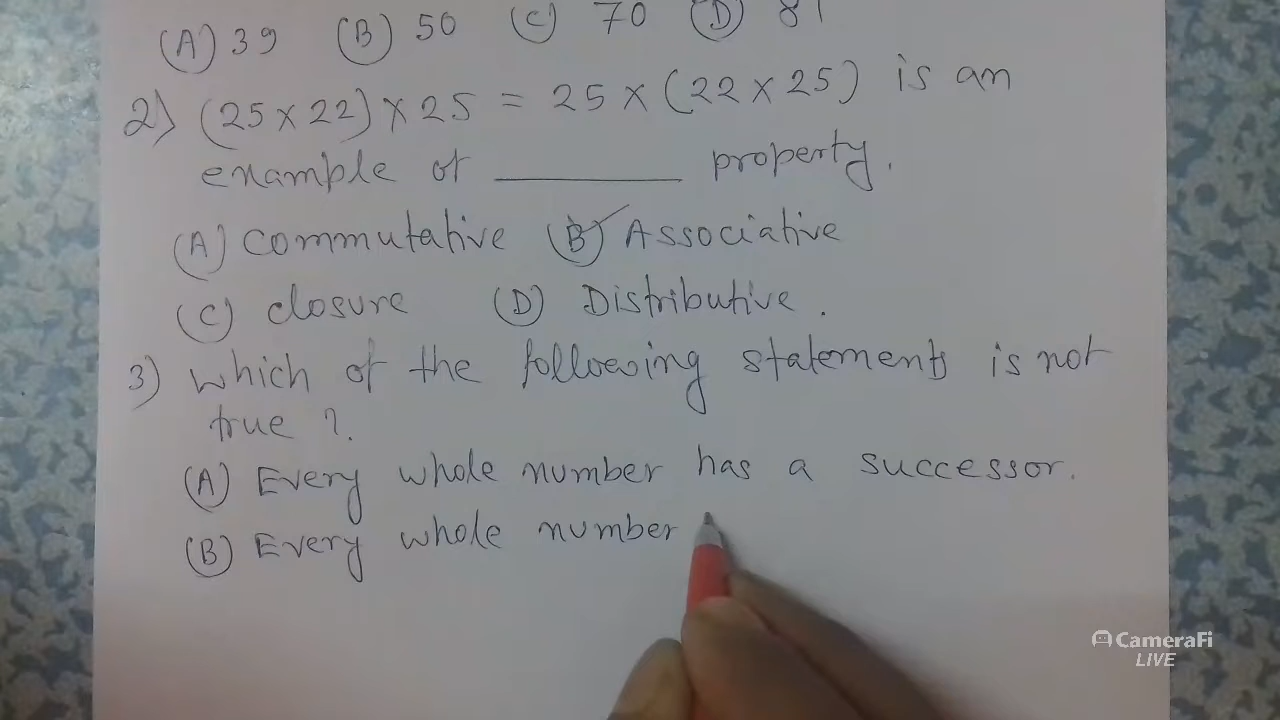 (A) 39 (B) 50 (C) 70 (D) 81
2) (25 × 22) × 25 = 25 × (22 × 25) is an
example of ________ property.
(A) commutative (B) Associative
(C) closure (D) Distributive.
3) which of the following statements is not
true ?.
(A) Every whole number has a successor.
(B) Every whole number
CameraFi
LIVE